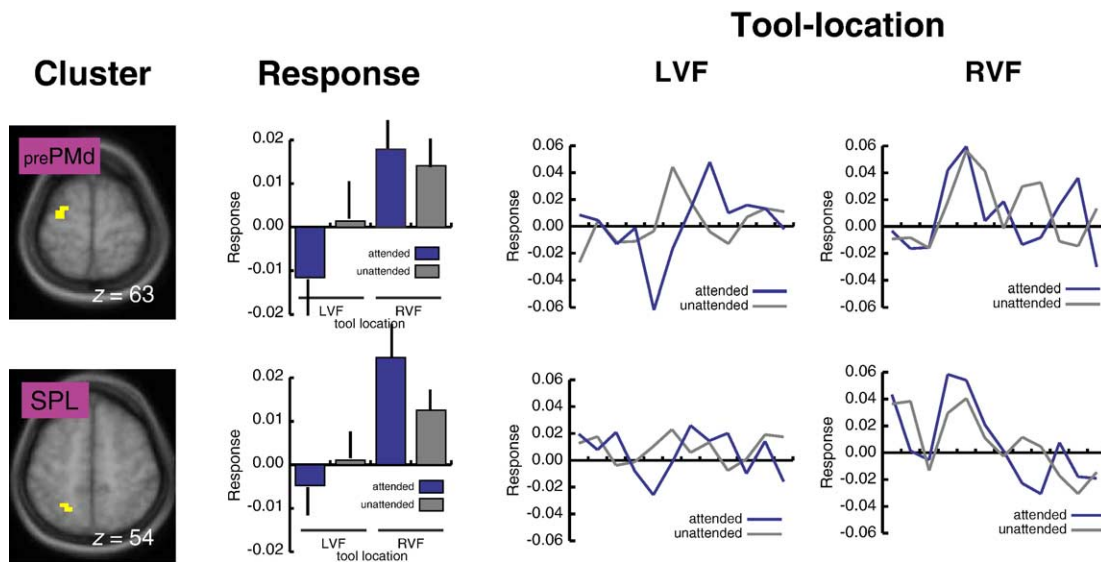 Tool-location
Cluster
Response
LVF
RVF
prePMd
z = 63
Response
0.02
0.01
0.00
-0.01
-0.02
attended
unattended
LVF
RVF
tool location
Response
0.06
0.04
0.02
0.00
-0.02
-0.04
-0.06
attended
unattended
Response
0.06
0.04
0.02
0.00
-0.02
-0.04
-0.06
attended
unattended
SPL
z = 54
Response
0.02
0.01
0.00
-0.01
-0.02
attended
unattended
LVF
RVF
tool location
Response
0.06
0.04
0.02
0.00
-0.02
-0.04
-0.06
attended
unattended
Response
0.06
0.04
0.02
0.00
-0.02
-0.04
-0.06
attended
unattended